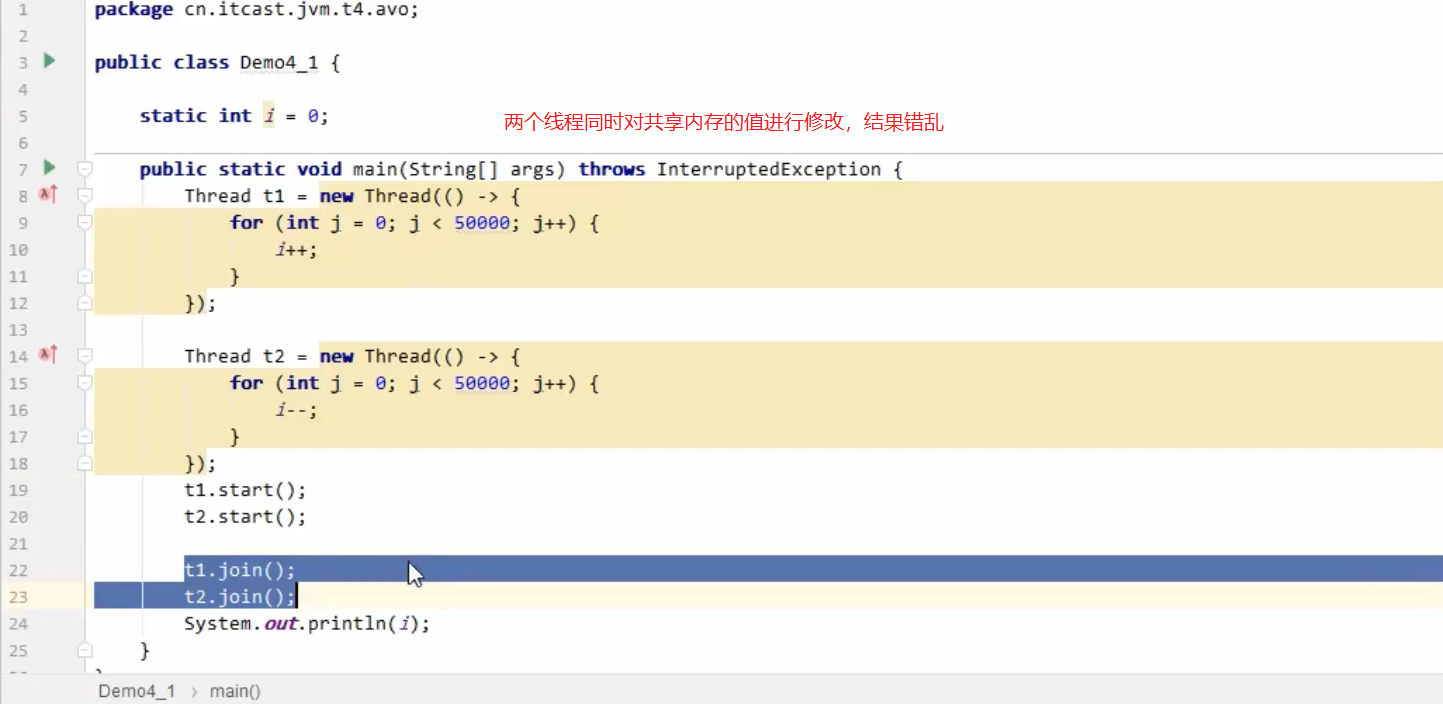 1 package cn.itcast.jvm.t4.avo;
2
3 public class Demo4_1 {
4
5 static int i = 0;
两个线程同时对共享内存的值进行修改，结果错乱
6
7 public static void main(String[] args) throws InterruptedException {
8 Thread t1 = new Thread(() -> {
9 for (int j = 0; j < 50000; j++) {
10 i++;
11 }
12 });
13
14 Thread t2 = new Thread(() -> {
15 for (int j = 0; j < 50000; j++) {
16 i--;
17 }
18 });
19 t1.start();
20 t2.start();
21
22 t1.join();
23 t2.join();
24 System.out.println(i);
25 }
Demo4_1 › main()